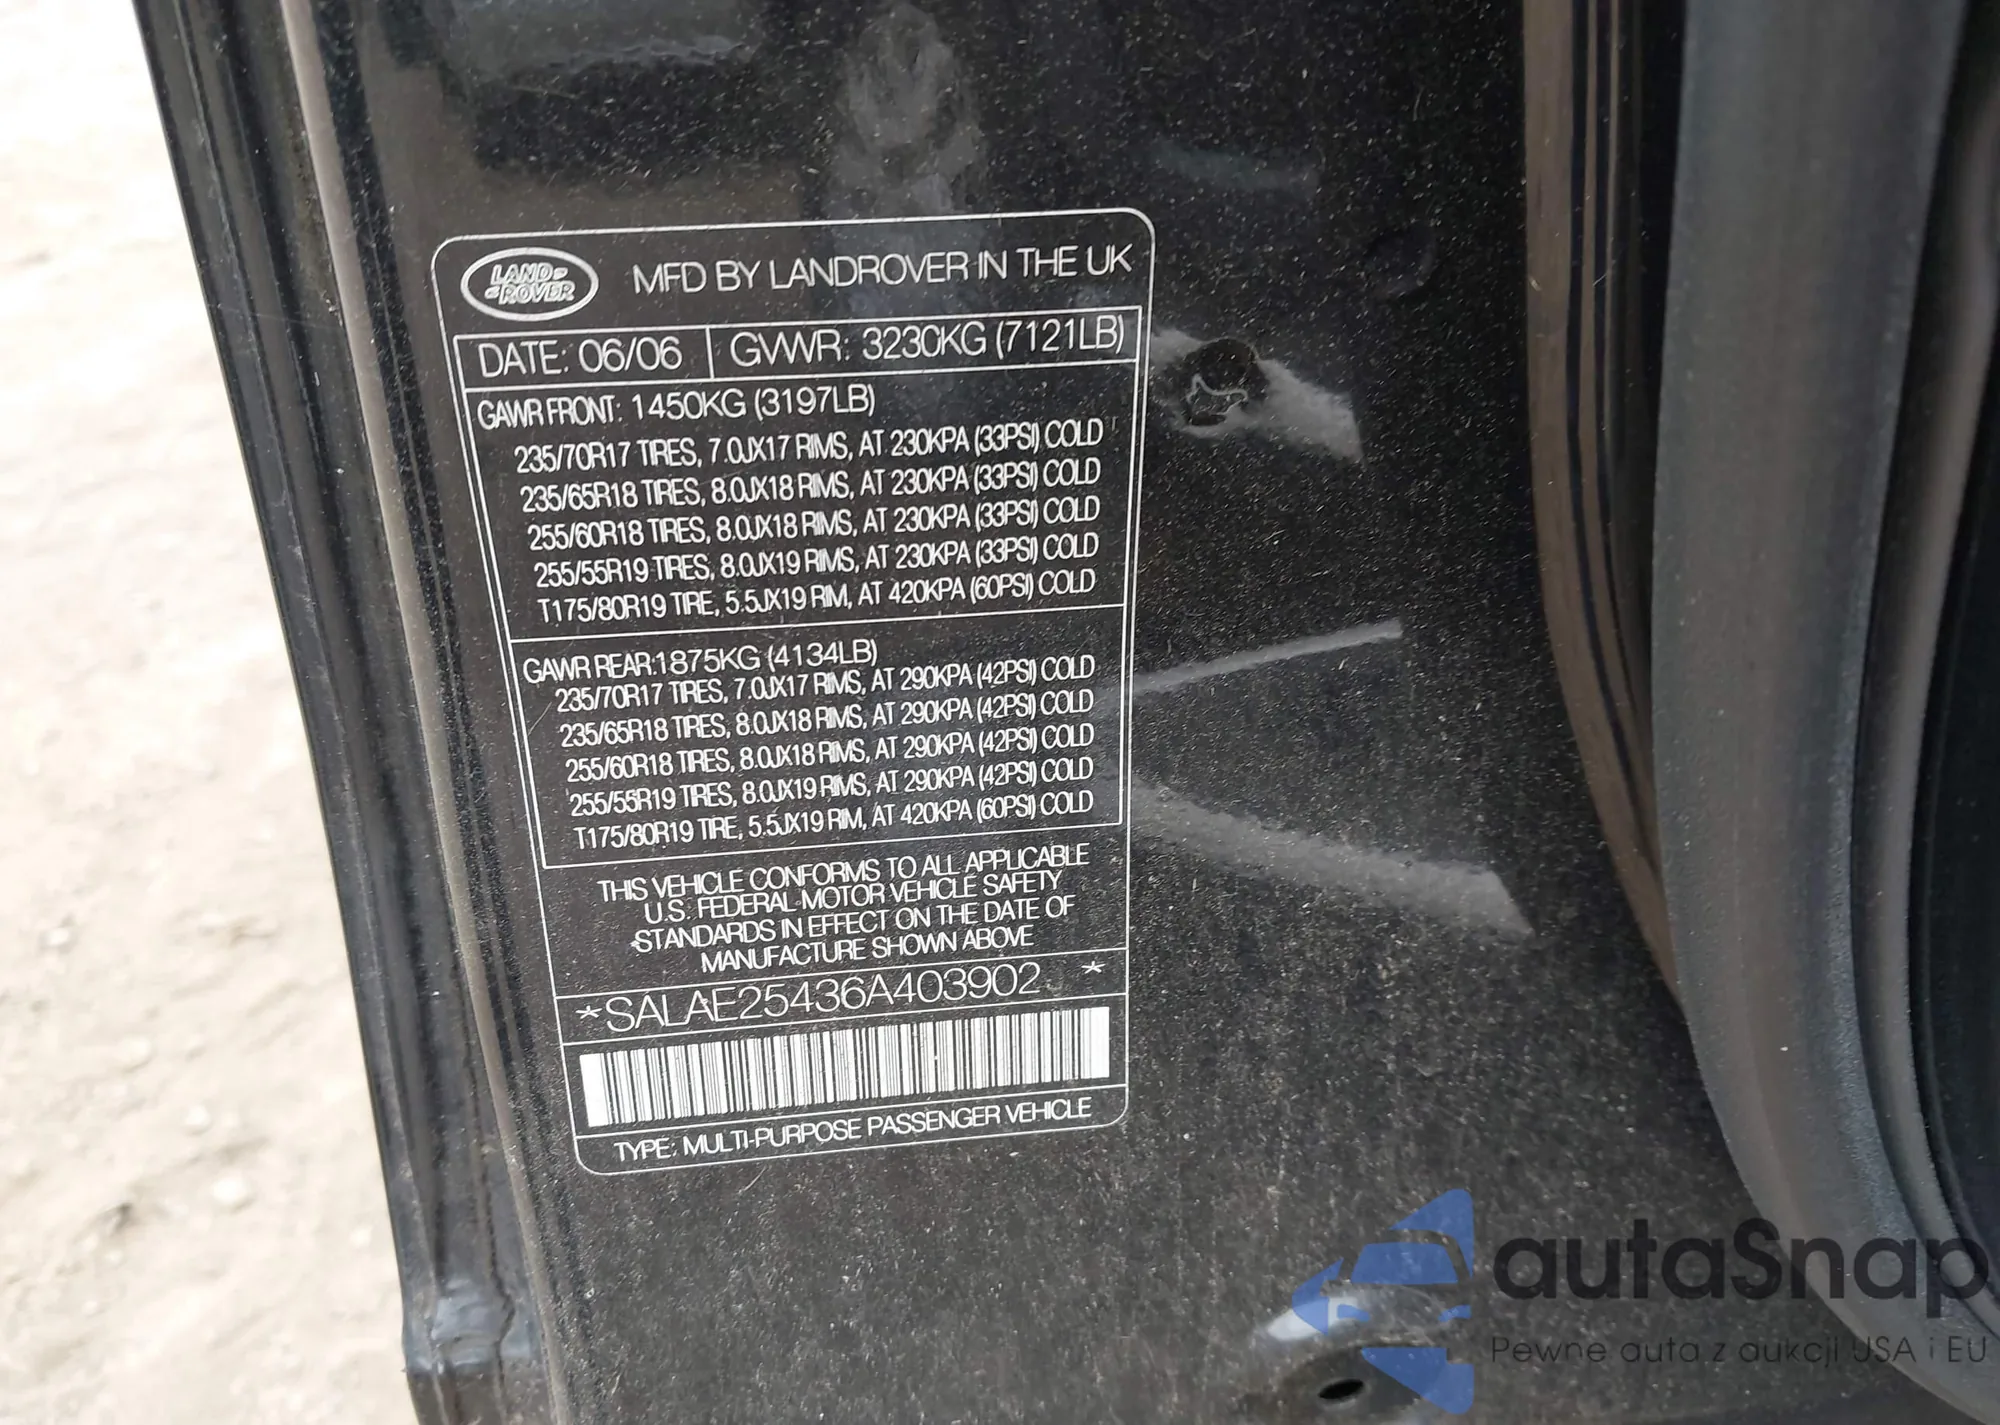 LAND ROVER
MFD BY LANDROVER IN THE UK
DATE: 06/06 GVWR: 3230KG (7121LB)
GAWR FRONT: 1450KG (3197LB)
235/70R17 TIRES, 7.0JX17 RIMS, AT 230KPA (33PSI) COLD
235/65R18 TIRES, 8.0JX18 RIMS, AT 230KPA (33PSI) COLD
255/60R18 TIRES, 8.0JX18 RIMS, AT 230KPA (33PSI) COLD
255/55R19 TIRES, 8.0JX19 RIMS, AT 230KPA (33PSI) COLD
T175/80R19 TIRE, 5.5JX19 RIM, AT 420KPA (60PSI) COLD
GAWR REAR: 1875KG (4134LB)
235/70R17 TIRES, 7.0JX17 RIMS, AT 290KPA (42PSI) COLD
235/65R18 TIRES, 8.0JX18 RIMS, AT 290KPA (42PSI) COLD
255/60R18 TIRES, 8.0JX18 RIMS, AT 290KPA (42PSI) COLD
255/55R19 TIRES, 8.0JX19 RIMS, AT 290KPA (42PSI) COLD
T175/80R19 TIRE, 5.5JX19 RIM, AT 420KPA (60PSI) COLD
THIS VEHICLE CONFORMS TO ALL APPLICABLE
U.S. FEDERAL MOTOR VEHICLE SAFETY
STANDARDS IN EFFECT ON THE DATE OF
MANUFACTURE SHOWN ABOVE
*SALAE25436A403902 *
TYPE: MULTI-PURPOSE PASSENGER VEHICLE
autaSnap
Pewne auta z aukcji USA i EU